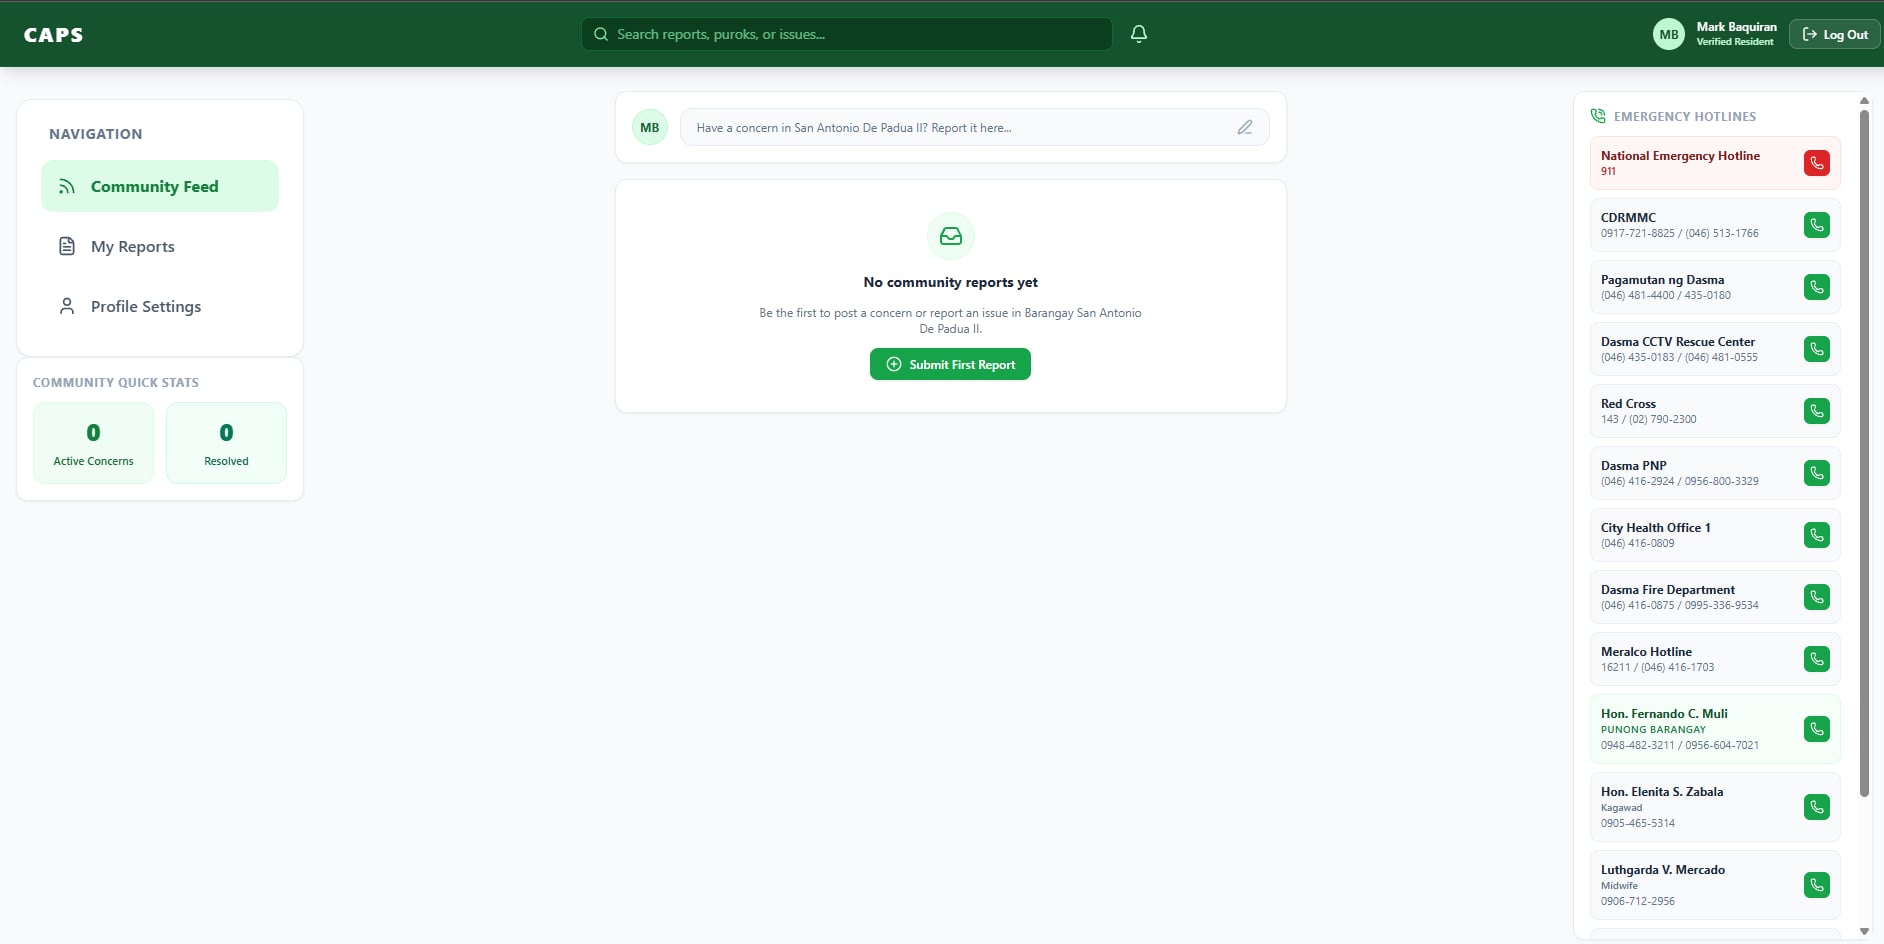 CAPS
Search reports, puroks, or issues...
MB
Mark Baquiran
Verified Resident
Log Out
NAVIGATION
Community Feed
My Reports
Profile Settings
COMMUNITY QUICK STATS
0
Active Concerns
0
Resolved
MB
Have a concern in San Antonio De Padua II? Report it here...
No community reports yet
Be the first to post a concern or report an issue in Barangay San Antonio
De Padua II.
Submit First Report
EMERGENCY HOTLINES
National Emergency Hotline
911
CDRMMC
0917-721-8825 / (046) 513-1766
Pagamutan ng Dasma
(046) 481-4400 / 435-0180
Dasma CCTV Rescue Center
(046) 435-0183 / (046) 481-0555
Red Cross
143 / (02) 790-2300
Dasma PNP
(046) 416-2924 / 0956-800-3329
City Health Office 1
(046) 416-0809
Dasma Fire Department
(046) 416-0875 / 0995-336-9534
Meralco Hotline
16211 / (046) 416-1703
Hon. Fernando C. Muli
PUNONG BARANGAY
0948-482-3211 / 0956-604-7021
Hon. Elenita S. Zabala
Kagawad
0905-465-5314
Luthgarda V. Mercado
Midwife
0906-712-2956